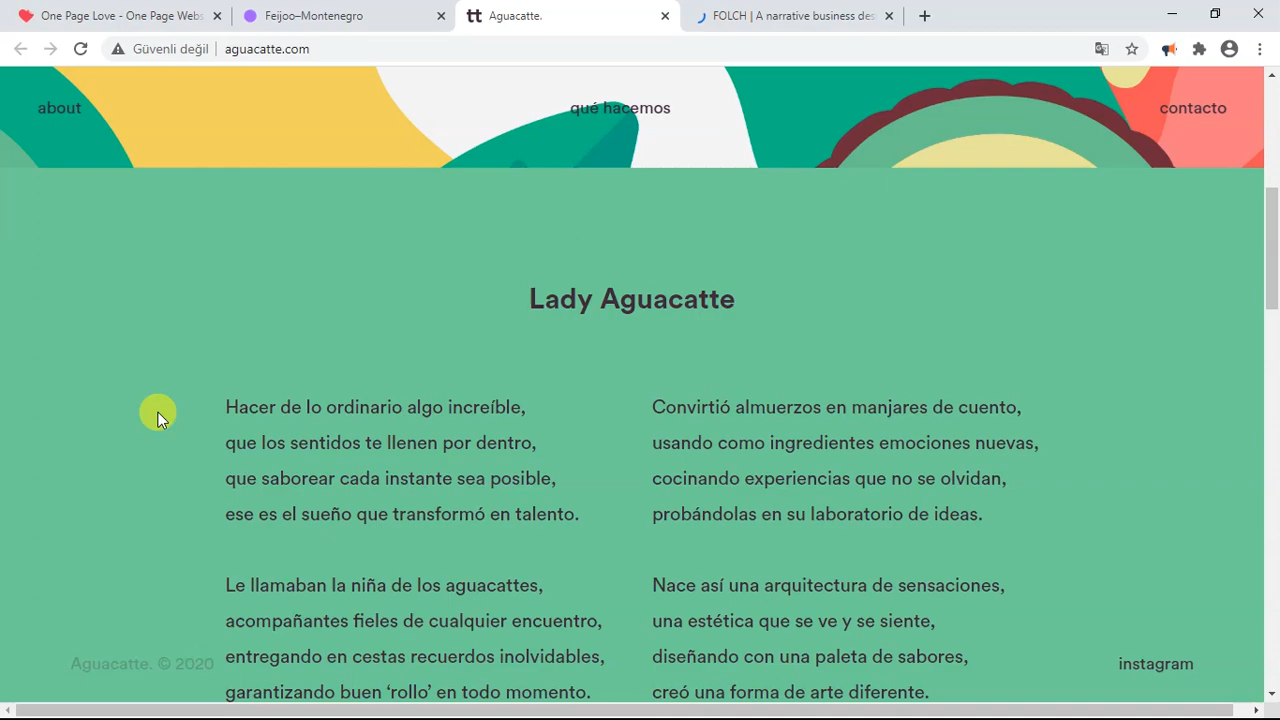 One Page Love - One Page Webs
Feijoo–Montenegro
Aguacatte.
FOLCH | A narrative business des
Güvenli değil
aguacatte.com
about
qué hacemos
contacto
Lady Aguacatte
Hacer de lo ordinario algo increíble,
que los sentidos te llenen por dentro,
que saborear cada instante sea posible,
ese es el sueño que transformó en talento.
Le llamaban la niña de los aguacattes,
acompañantes fieles de cualquier encuentro,
entregando en cestas recuerdos inolvidables,
garantizando buen ‘rollo’ en todo momento.
Convirtió almuerzos en manjares de cuento,
usando como ingredientes emociones nuevas,
cocinando experiencias que no se olvidan,
probándolas en su laboratorio de ideas.
Nace así una arquitectura de sensaciones,
una estética que se ve y se siente,
diseñando con una paleta de sabores,
creó una forma de arte diferente.
Aguacatte. © 2020
instagram